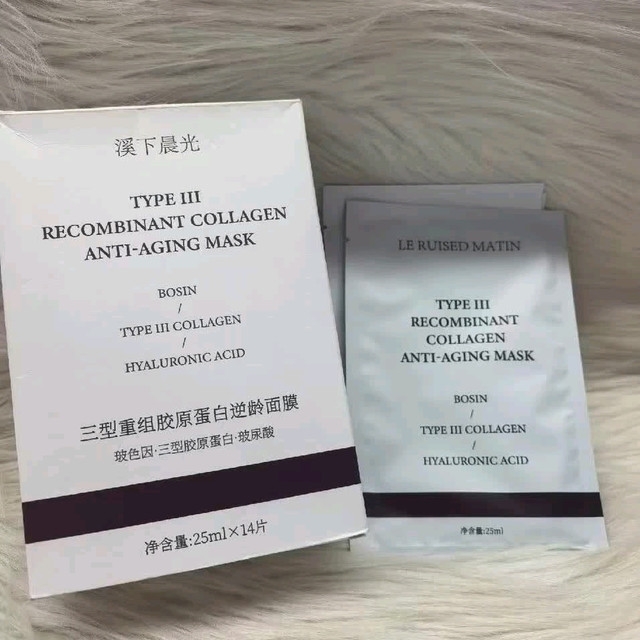 溪下晨光
TYPE III
RECOMBINANT COLLAGEN
ANTI-AGING MASK
BOSIN
/
TYPE III COLLAGEN
/
HYALURONIC ACID
三型重组胶原蛋白逆龄面膜
玻色因·三型胶原蛋白·玻尿酸
净含量:25ml×14片
LE RUISED MATIN
TYPE III
RECOMBINANT
COLLAGEN
ANTI-AGING MASK
BOSIN
/
TYPE III COLLAGEN
/
HYALURONIC ACID
净含量:25ml